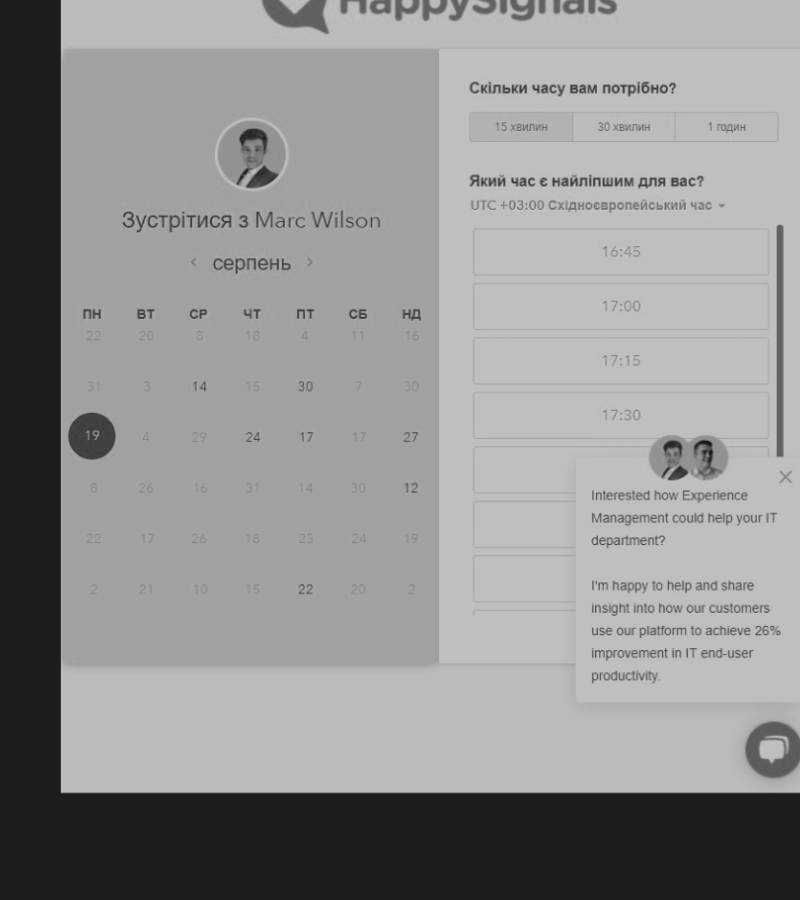 HappySignals
Зустрітися з Marc Wilson
серпень
ПН ВТ СР ЧТ ПТ СБ НД
22 20 8 18 4 11 16
31 3 14 15 30 7 30
19 4 29 24 17 17 27
8 26 16 31 14 30 12
22 17 26 18 23 24 19
2 21 10 15 22 20 2
Скільки часу вам потрібно?
15 хвилин 30 хвилин 1 годин
Який час є найліпшим для вас?
UTC +03:00 Східноєвропейський час
16:45
17:00
17:15
17:30
Interested how Experience
Management could help your IT
department?
I'm happy to help and share
insight into how our customers
use our platform to achieve 26%
improvement in IT end-user
productivity.